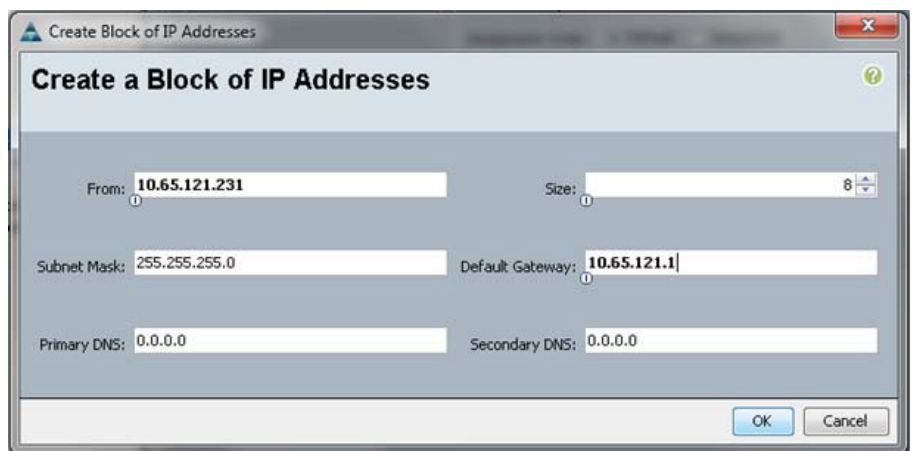 Create Block of IP Addresses
Create a Block of IP Addresses
From: 10.65.121.231 Size: 8
Subnet Mask: 255.255.255.0 Default Gateway: 10.65.121.1
Primary DNS: 0.0.0.0 Secondary DNS: 0.0.0.0
OK Cancel